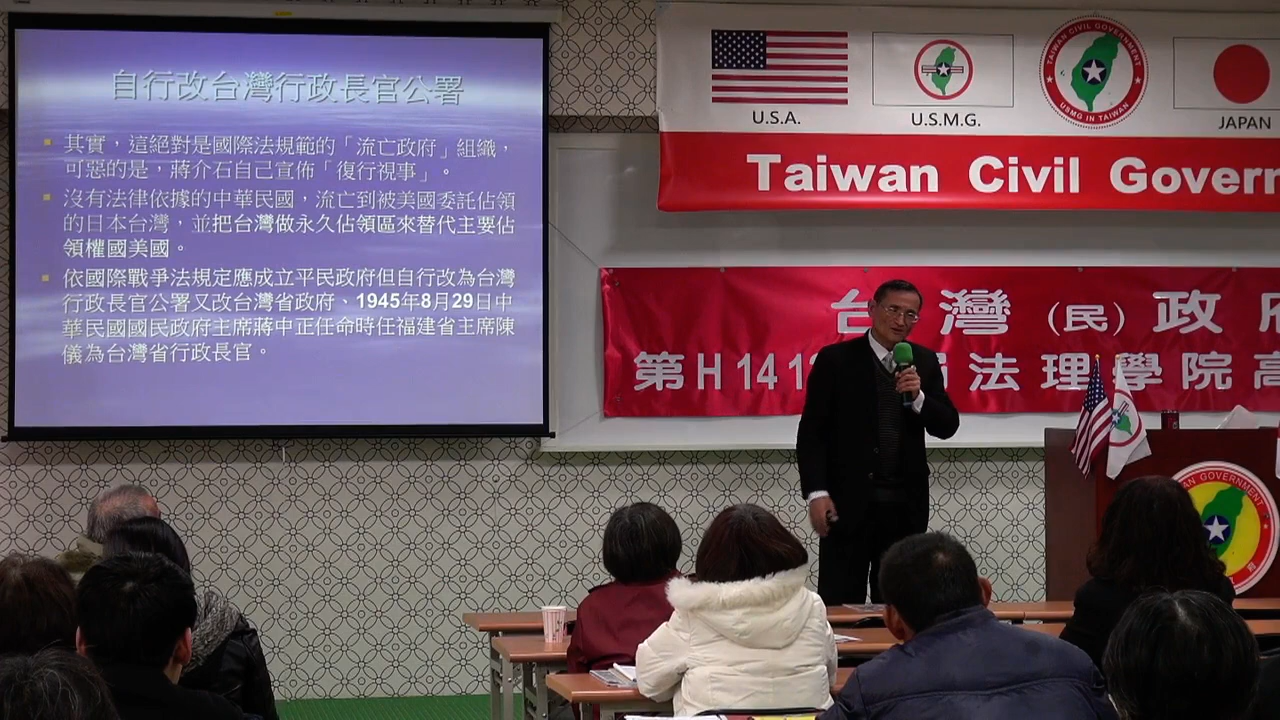 自行改台灣行政長官公署
其實，這絕對是國際法規範的「流亡政府」組織，
可惡的是，蔣介石自己宣佈「復行視事」。
沒有法律依據的中華民國，流亡到被美國委託佔領
的日本台灣，並把台灣做永久佔領區來替代主要佔
領權國美國。
依國際戰爭法規定應成立平民政府但自行改為台灣
行政長官公署又改台灣省政府、1945年8月29日中
華民國國民政府主席蔣中正任命時任福建省主席陳
儀為台灣省行政長官。
U.S.A.
U.S.M.G.
TAIWAN CIVIL GOVERNMENT
USMG IN TAIWAN
JAPAN
Taiwan Civil Govern
台灣(民)政府
第H141 法理學院高
GOVERNMENT